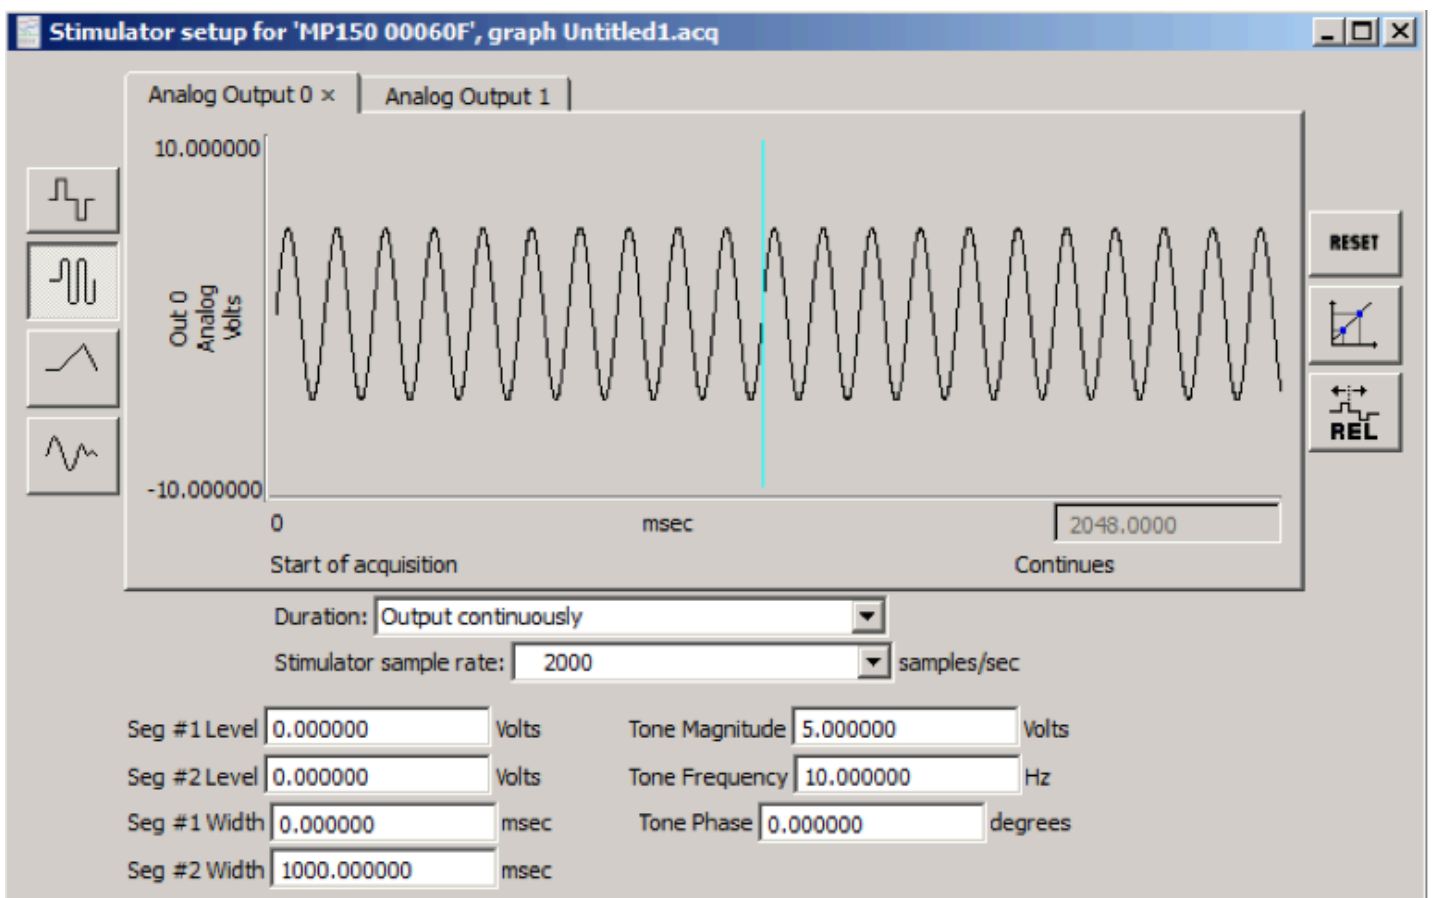 Stimulator setup for 'MP150 00060F', graph Untitled1.acq
Analog Output 0 ×
Analog Output 1
10.000000
Out 0
Analog
Volts
-10.000000
0
msec
2048.0000
Start of acquisition
Continues
RESET
REL
Duration: Output continuously
Stimulator sample rate: 2000 samples/sec
Seg #1 Level 0.000000 Volts
Tone Magnitude 5.000000 Volts
Seg #2 Level 0.000000 Volts
Tone Frequency 10.000000 Hz
Seg #1 Width 0.000000 msec
Tone Phase 0.000000 degrees
Seg #2 Width 1000.000000 msec